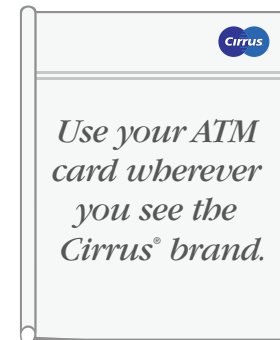 Cirrus
Use your ATM
card wherever
you see the
Cirrus® brand.